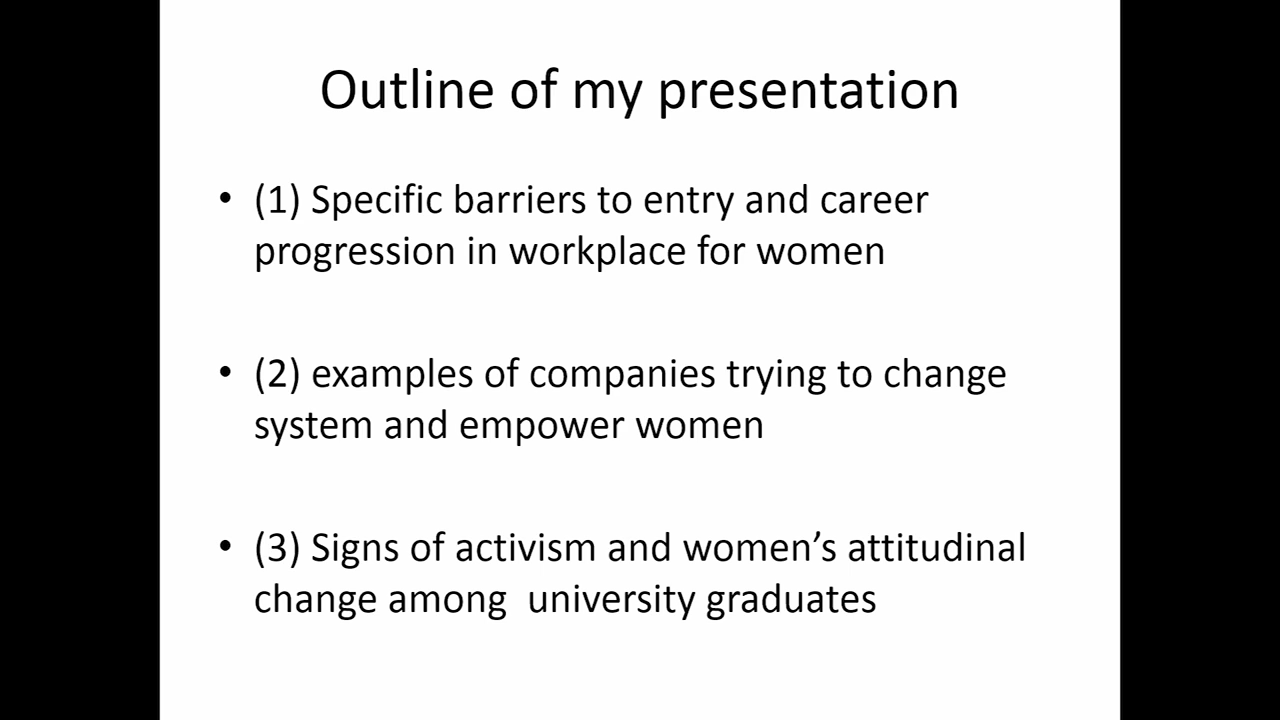 Outline of my presentation
• (1) Specific barriers to entry and career
progression in workplace for women
• (2) examples of companies trying to change
system and empower women
• (3) Signs of activism and women’s attitudinal
change among  university graduates